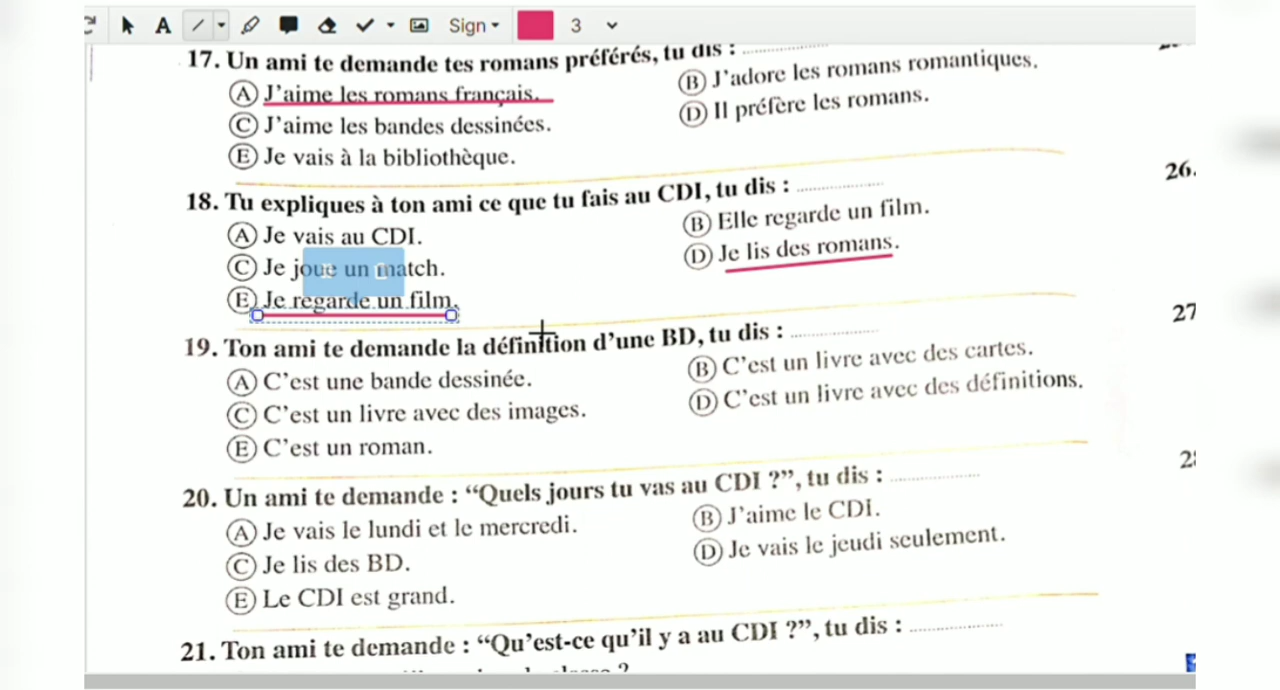 Sign 3
17. Un ami te demande tes romans préférés, tu dis : ..................
A J'aime les romans français.
B J'adore les romans romantiques.
C J'aime les bandes dessinées.
D Il préfère les romans.
E Je vais à la bibliothèque.
26.
18. Tu expliques à ton ami ce que tu fais au CDI, tu dis : ..................
A Je vais au CDI.
B Elle regarde un film.
C Je joue un match.
D Je lis des romans.
E Je regarde un film.
27
19. Ton ami te demande la définition d'une BD, tu dis : ..................
A C'est une bande dessinée.
B C'est un livre avec des cartes.
C C'est un livre avec des images.
D C'est un livre avec des définitions.
E C'est un roman.
20. Un ami te demande : “Quels jours tu vas au CDI ?”, tu dis : ..................
A Je vais le lundi et le mercredi.
B J'aime le CDI.
C Je lis des BD.
D Je vais le jeudi seulement.
E Le CDI est grand.
21. Ton ami te demande : “Qu'est-ce qu'il y a au CDI ?”, tu dis : ..................